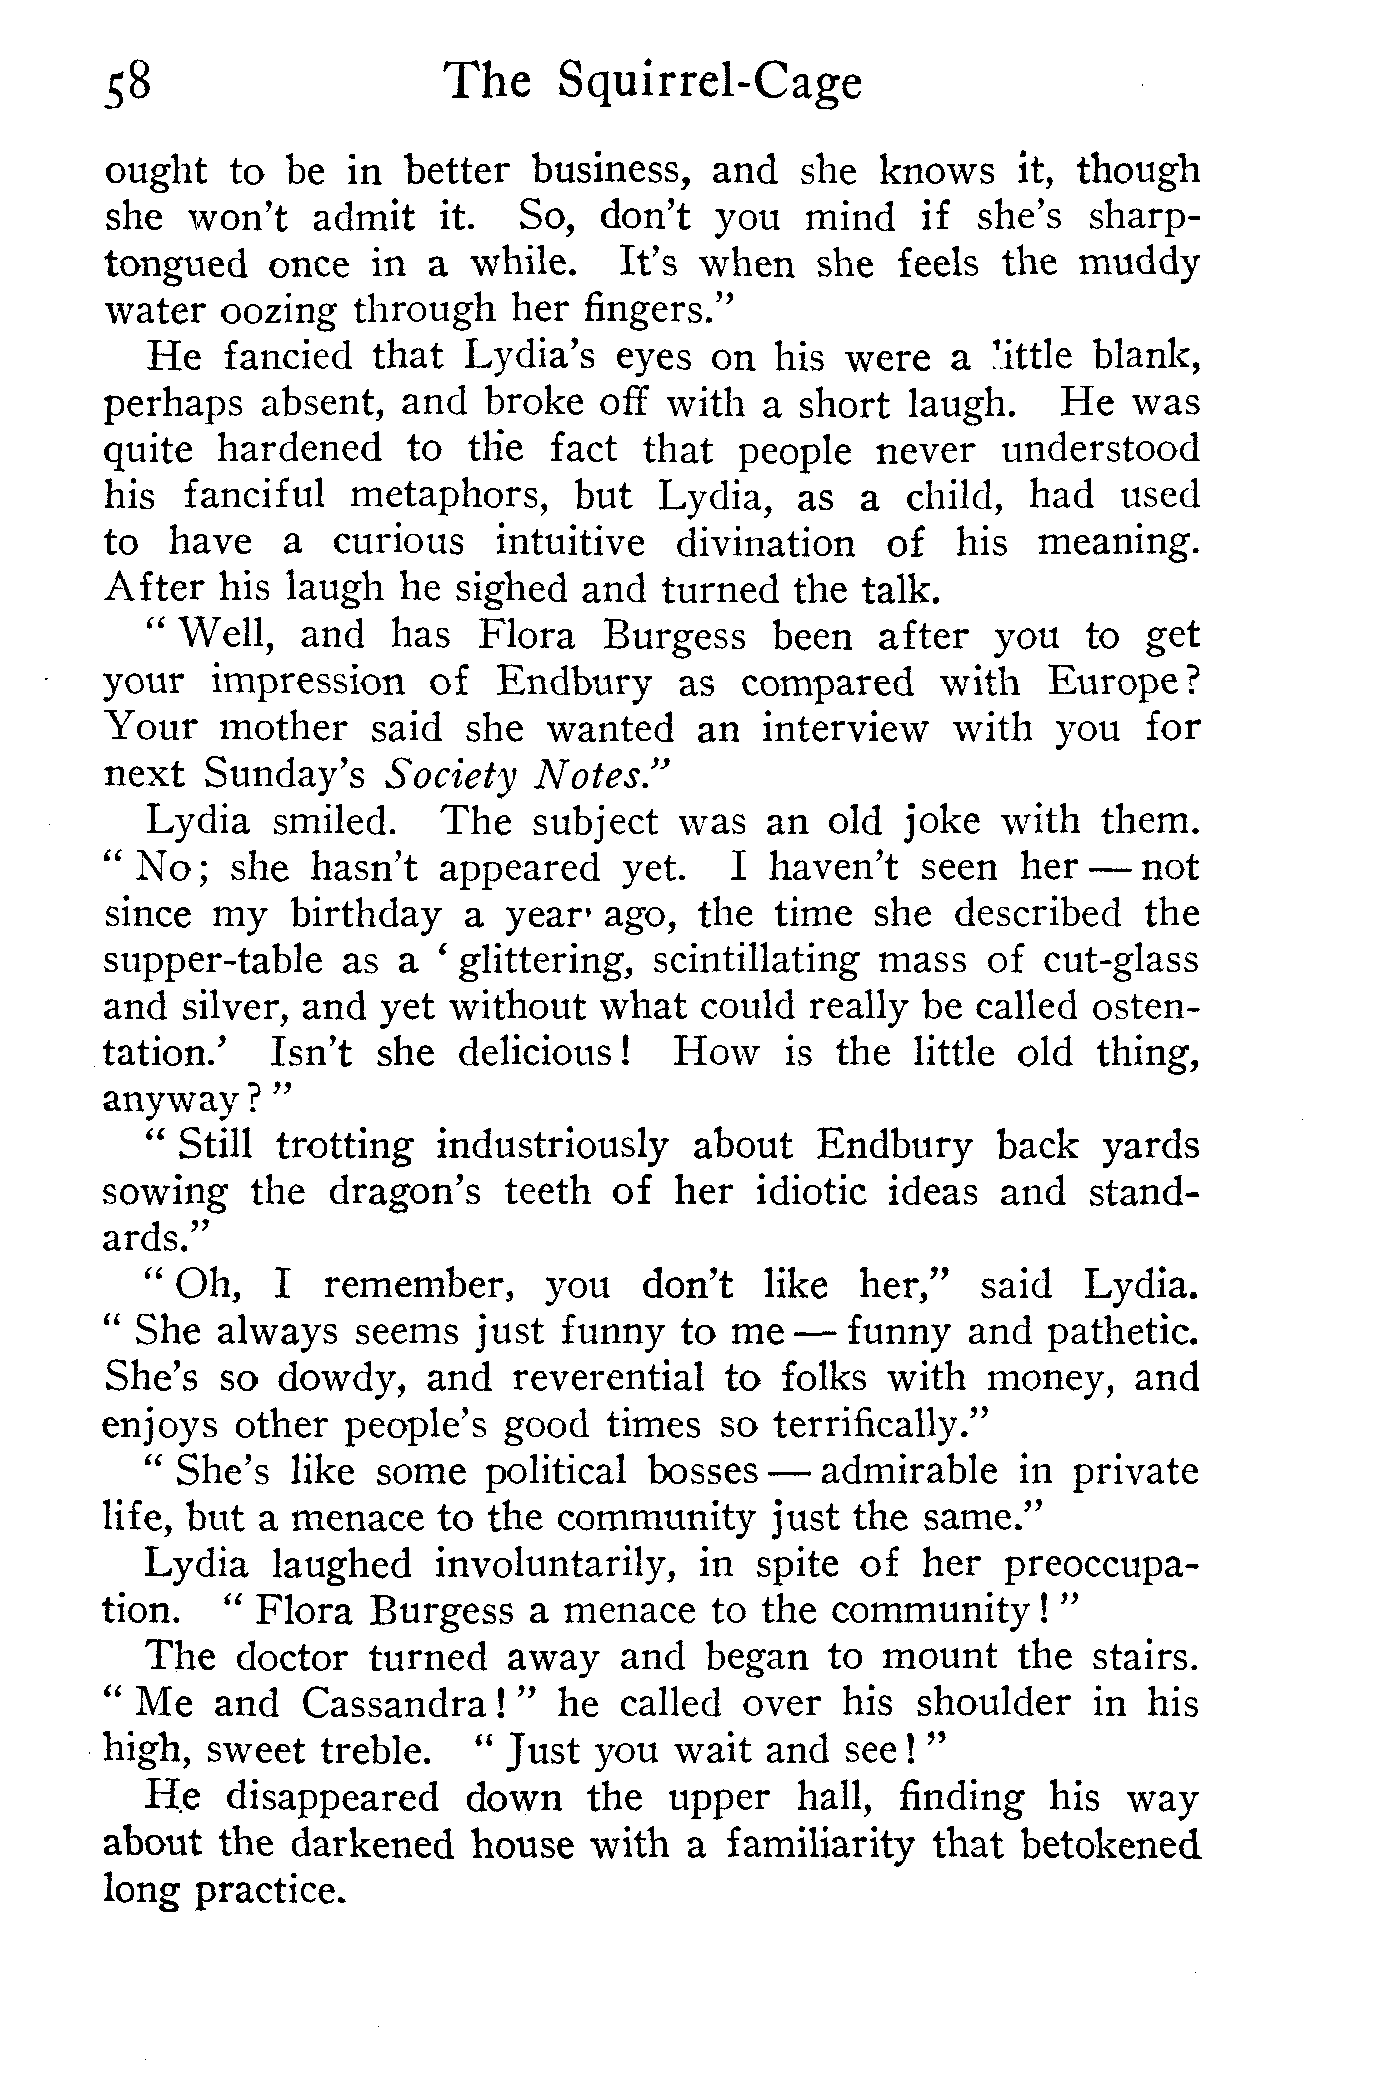 58 The Squirrel-Cage
ought to be in better business, and she knows it, though
she won't admit it. So, don't you mind if she's sharp-
tongued once in a while. It's when she feels the muddy
water oozing through her fingers."
He fancied that Lydia's eyes on his were a little blank,
perhaps absent, and broke off with a short laugh. He was
quite hardened to the fact that people never understood
his fanciful metaphors, but Lydia, as a child, had used
to have a curious intuitive divination of his meaning.
After his laugh he sighed and turned the talk.
" Well, and has Flora Burgess been after you to get
your impression of Endbury as compared with Europe?
Your mother said she wanted an interview with you for
next Sunday's Society Notes."
Lydia smiled. The subject was an old joke with them.
" No; she hasn't appeared yet. I haven't seen her — not
since my birthday a year ago, the time she described the
supper-table as a ' glittering, scintillating mass of cut-glass
and silver, and yet without what could really be called osten-
tation.' Isn't she delicious! How is the little old thing,
anyway? "
" Still trotting industriously about Endbury back yards
sowing the dragon's teeth of her idiotic ideas and stand-
ards."
" Oh, I remember, you don't like her," said Lydia.
" She always seems just funny to me — funny and pathetic.
She's so dowdy, and reverential to folks with money, and
enjoys other people's good times so terrifically."
" She's like some political bosses — admirable in private
life, but a menace to the community just the same."
Lydia laughed involuntarily, in spite of her preoccupa-
tion. " Flora Burgess a menace to the community! "
The doctor turned away and began to mount the stairs.
" Me and Cassandra! " he called over his shoulder in his
high, sweet treble. " Just you wait and see! "
He disappeared down the upper hall, finding his way
about the darkened house with a familiarity that betokened
long practice.